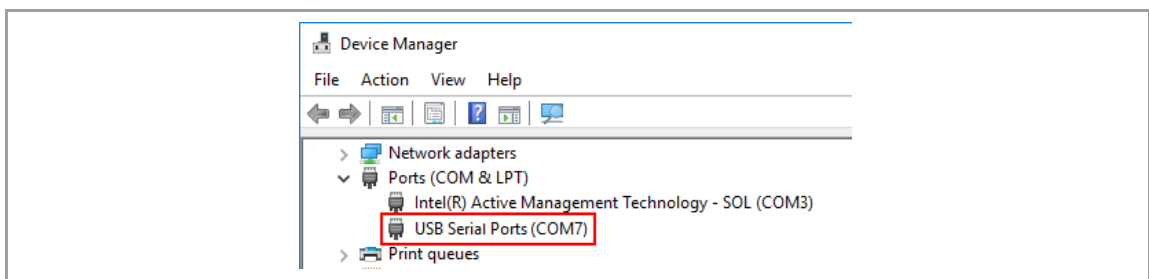 Device Manager
File Action View Help
Network adapters
Ports (COM & LPT)
Intel(R) Active Management Technology - SOL (COM3)
USB Serial Ports (COM7)
Print queues